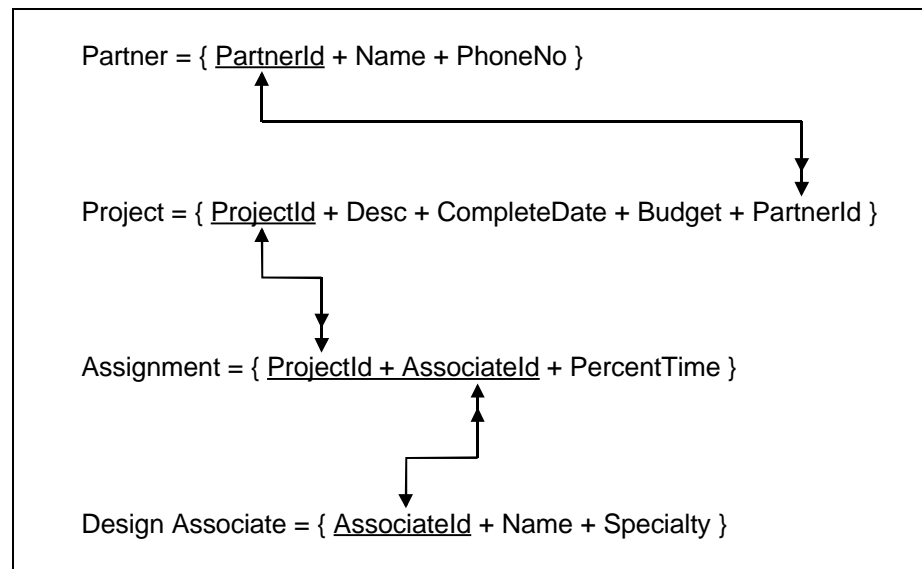 Partner = { PartnerId + Name + PhoneNo }
Project = { ProjectId + Desc + CompleteDate + Budget + PartnerId }
Assignment = { ProjectId + AssociateId + PercentTime }
Design Associate = { AssociateId + Name + Specialty }